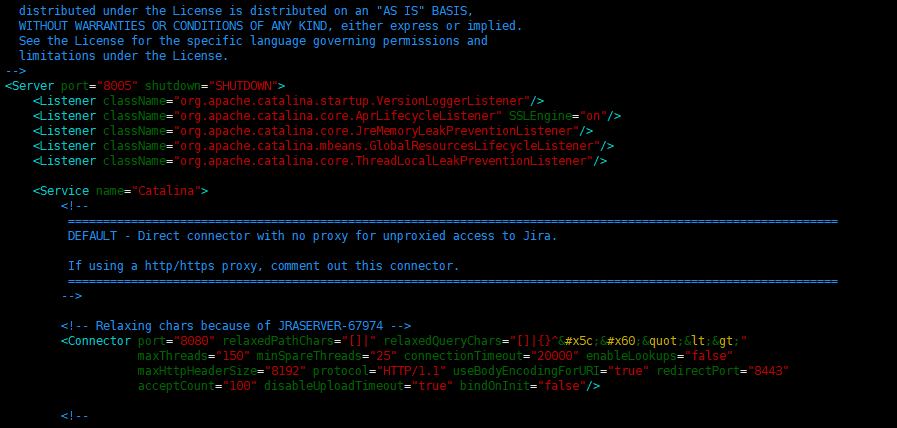 distributed under the License is distributed on an "AS IS" BASIS,
WITHOUT WARRANTIES OR CONDITIONS OF ANY KIND, either express or implied.
See the License for the specific language governing permissions and
limitations under the License.
-->
<Server port="8005" shutdown="SHUTDOWN">
<Listener className="org.apache.catalina.startup.VersionLoggerListener"/>
<Listener className="org.apache.catalina.core.AprLifecycleListener" SSLEngine="on"/>
<Listener className="org.apache.catalina.core.JreMemoryLeakPreventionListener"/>
<Listener className="org.apache.catalina.mbeans.GlobalResourcesLifecycleListener"/>
<Listener className="org.apache.catalina.core.ThreadLocalLeakPreventionListener"/>
<Service name="Catalina">
<!--
==============================================================================================================
DEFAULT - Direct connector with no proxy for unproxied access to Jira.
If using a http/https proxy, comment out this connector.
==============================================================================================================
-->
<!-- Relaxing chars because of JRASERVER-67974 -->
<Connector port="8080" relaxedPathChars="[]|" relaxedQueryChars="[]|{}^&#x5c;&#x60;&quot;&lt;&gt;"
maxThreads="150" minSpareThreads="25" connectionTimeout="20000" enableLookups="false"
maxHttpHeaderSize="8192" protocol="HTTP/1.1" useBodyEncodingForURI="true" redirectPort="8443"
acceptCount="100" disableUploadTimeout="true" bindOnInit="false"/>
<!--